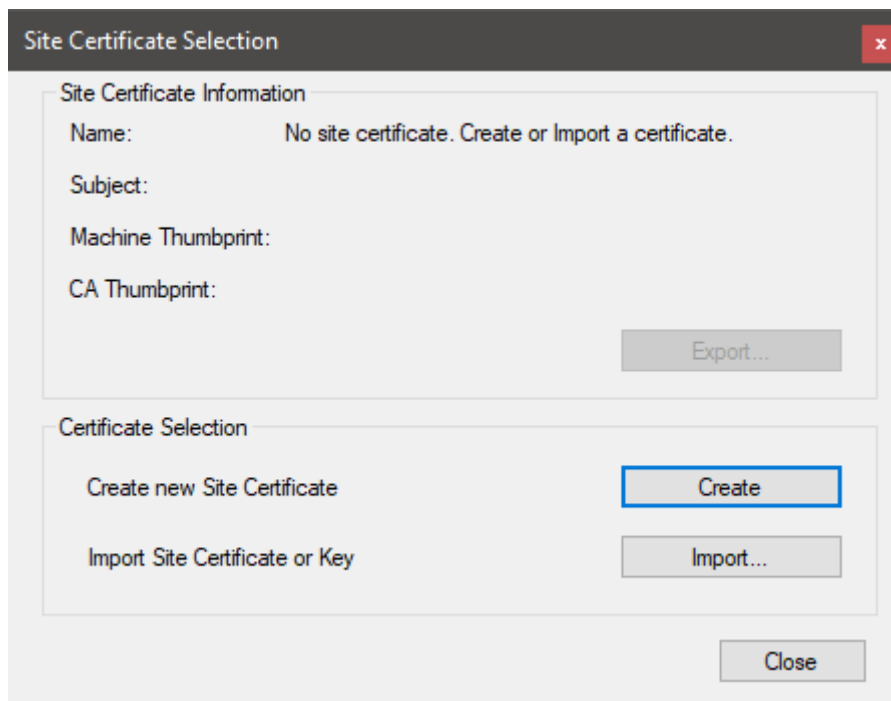 Site Certificate Selection
x
Site Certificate Information
Name: No site certificate. Create or Import a certificate.
Subject:
Machine Thumbprint:
CA Thumbprint:
Export...
Certificate Selection
Create new Site Certificate Create
Import Site Certificate or Key Import...
Close